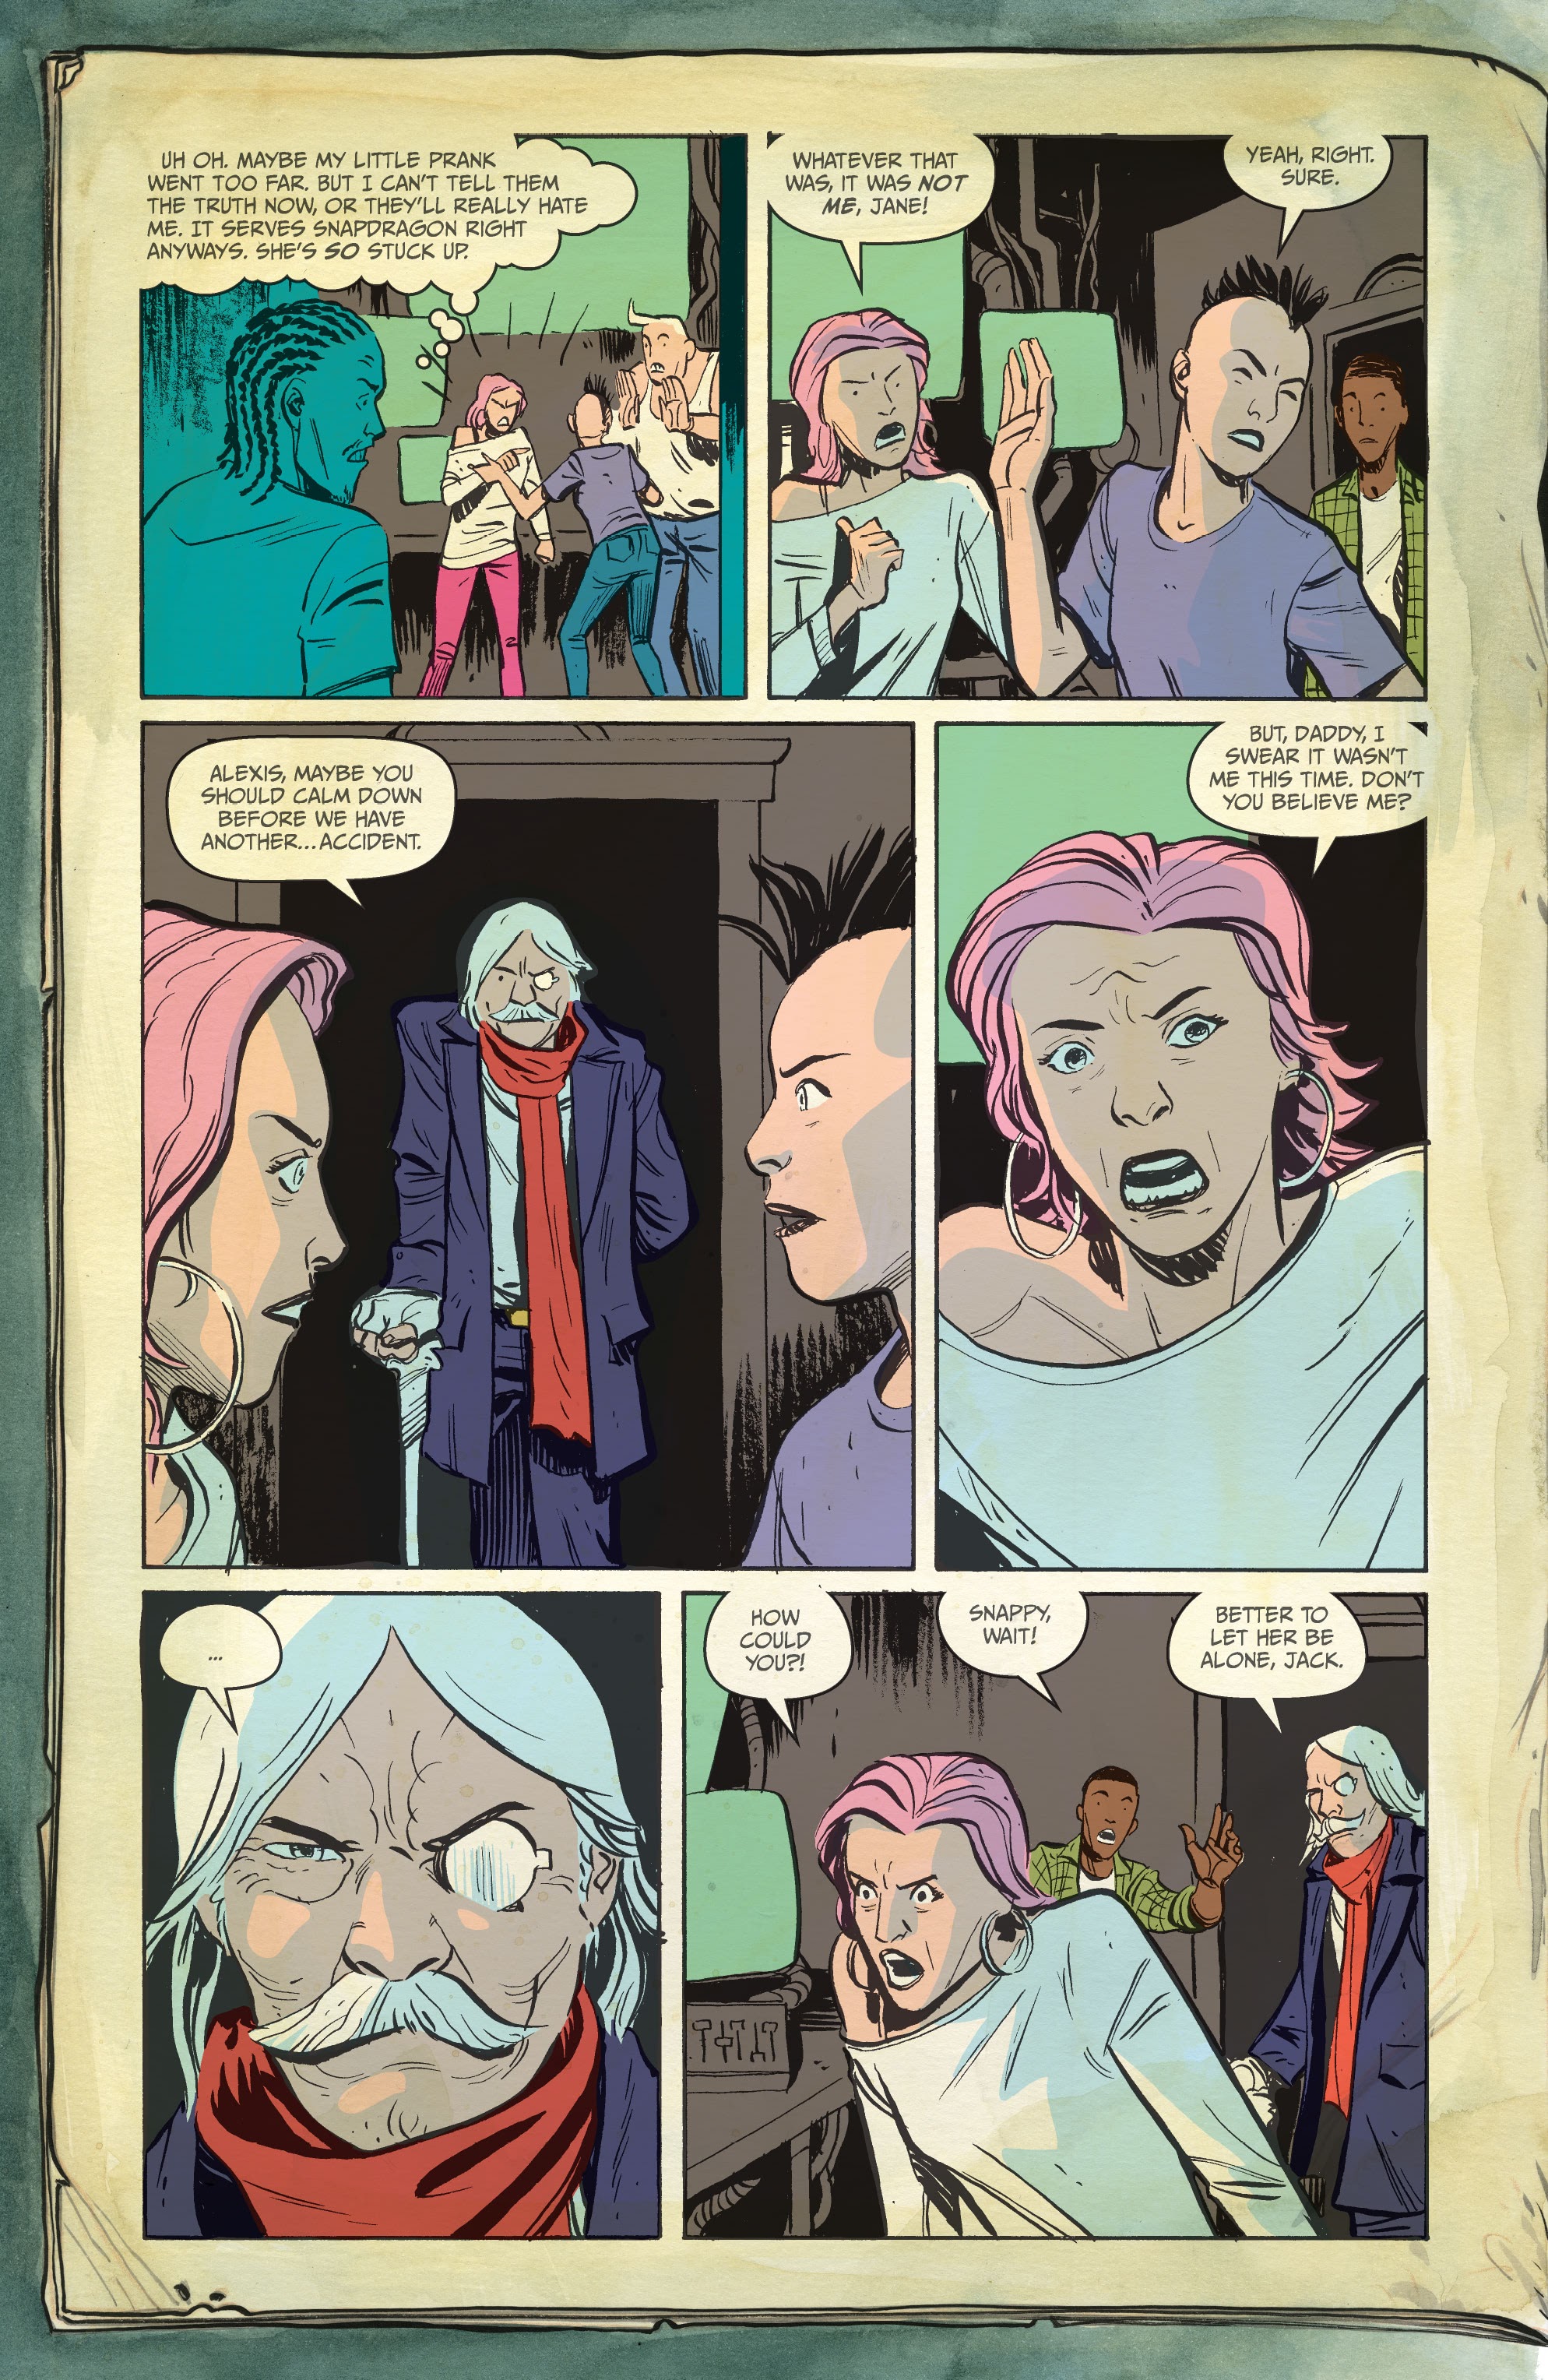 UH OH. MAYBE MY LITTLE PRANK
WENT TOO FAR. BUT I CAN'T TELL THEM
THE TRUTH NOW, OR THEY'LL REALLY HATE
ME. IT SERVES SNAPDRAGON RIGHT
ANYWAYS. SHE'S SO STUCK UP.
WHATEVER THAT
WAS, IT WAS NOT
ME, JANE!
YEAH, RIGHT.
SURE.
ALEXIS, MAYBE YOU
SHOULD CALM DOWN
BEFORE WE HAVE
ANOTHER...ACCIDENT.
BUT, DADDY, I
SWEAR IT WASN'T
ME THIS TIME. DON'T
YOU BELIEVE ME?
...
HOW
COULD
YOU?!
SNAPPY,
WAIT!
BETTER TO
LET HER BE
ALONE, JACK.